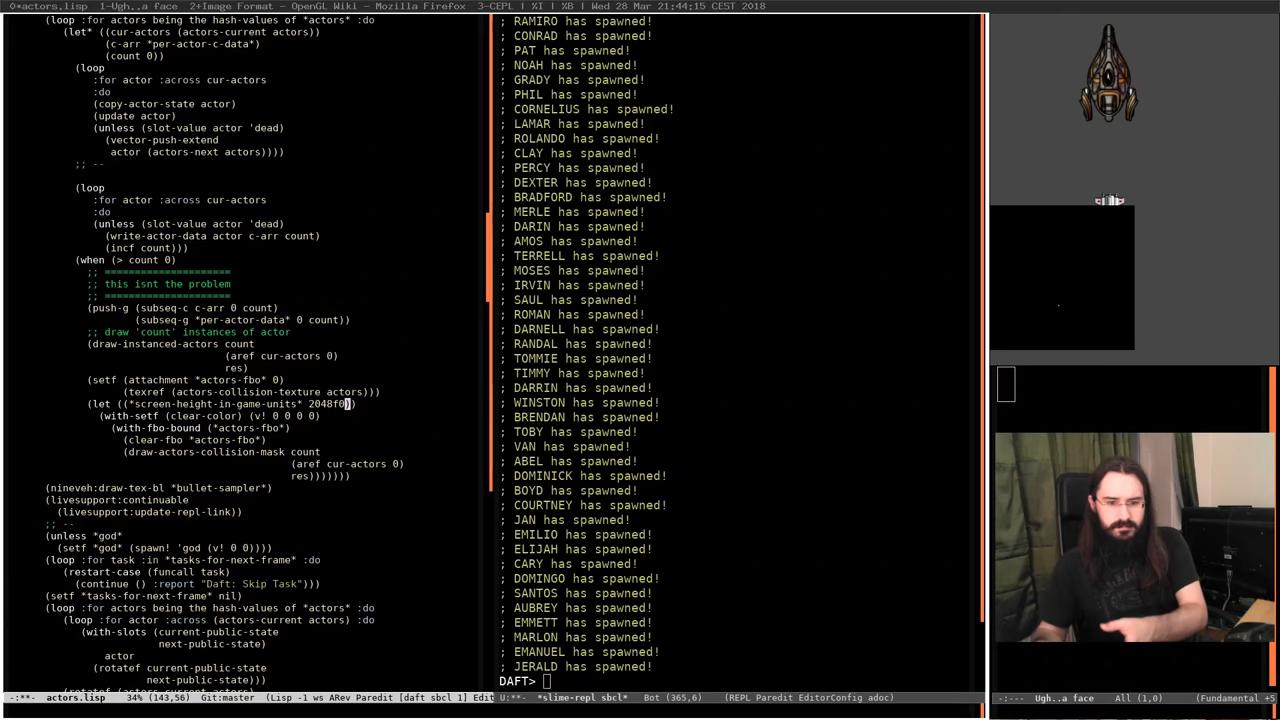 0*actors.lisp  1-Ugh..a face  2+Image Format - OpenGL Wiki - Mozilla Firefox  3-CEPL | %I | %B | Wed 28 Mar 21:44:15 CEST 2018
(loop :for actors being the hash-values of *actors* :do
(let* ((cur-actors (actors-current actors))
(c-arr *per-actor-c-data*)
(count 0))
(loop
:for actor :across cur-actors
:do
(copy-actor-state actor)
(update actor)
(unless (slot-value actor 'dead)
(vector-push-extend
actor (actors-next actors))))
;; --
(loop
:for actor :across cur-actors
:do
(unless (slot-value actor 'dead)
(write-actor-data actor c-arr count)
(incf count)))
(when (> count 0)
;; =====================
;; this isnt the problem
;; =====================
(push-g (subseq-c c-arr 0 count)
(subseq-g *per-actor-data* 0 count))
;; draw 'count' instances of actor
(draw-instanced-actors count
(aref cur-actors 0)
res)
(setf (attachment *actors-fbo* 0)
(texref (actors-collision-texture actors)))
(let ((*screen-height-in-game-units* 2048f0))
(with-setf (clear-color) (v! 0 0 0 0)
(with-fbo-bound (*actors-fbo*)
(clear-fbo *actors-fbo*)
(draw-actors-collision-mask count
(aref cur-actors 0)
res)))))))
(nineveh:draw-tex-bl *bullet-sampler*)
(livesupport:continuable
(livesupport:update-repl-link))
;; --
(unless *god*
(setf *god* (spawn! 'god (v! 0 0))))
(loop :for task :in *tasks-for-next-frame* :do
(restart-case (funcall task)
(continue () :report "Daft: Skip Task")))
(setf *tasks-for-next-frame* nil)
(loop :for actors being the hash-values of *actors* :do
(loop :for actor :across (actors-current actors) :do
(with-slots (current-public-state
next-public-state)
actor
(rotatef current-public-state
next-public-state)))
-:**-  actors.lisp   34% (143,56)   Git:master  (Lisp -1 ws ARev Paredit [daft sbcl 1] Edit
; RAMIRO has spawned!
; CONRAD has spawned!
; PAT has spawned!
; NOAH has spawned!
; GRADY has spawned!
; PHIL has spawned!
; CORNELIUS has spawned!
; LAMAR has spawned!
; ROLANDO has spawned!
; CLAY has spawned!
; PERCY has spawned!
; DEXTER has spawned!
; BRADFORD has spawned!
; MERLE has spawned!
; DARIN has spawned!
; AMOS has spawned!
; TERRELL has spawned!
; MOSES has spawned!
; IRVIN has spawned!
; SAUL has spawned!
; ROMAN has spawned!
; DARNELL has spawned!
; RANDAL has spawned!
; TOMMIE has spawned!
; TIMMY has spawned!
; DARRIN has spawned!
; WINSTON has spawned!
; BRENDAN has spawned!
; TOBY has spawned!
; VAN has spawned!
; ABEL has spawned!
; DOMINICK has spawned!
; BOYD has spawned!
; COURTNEY has spawned!
; JAN has spawned!
; EMILIO has spawned!
; ELIJAH has spawned!
; CARY has spawned!
; DOMINGO has spawned!
; SANTOS has spawned!
; AUBREY has spawned!
; EMMETT has spawned!
; MARLON has spawned!
; EMANUEL has spawned!
; JERALD has spawned!
DAFT>
U:**-  *slime-repl sbcl*   Bot (365,6)    (REPL Paredit EditorConfig adoc)
-:---  Ugh..a face   All (1,0)    (Fundamental +5